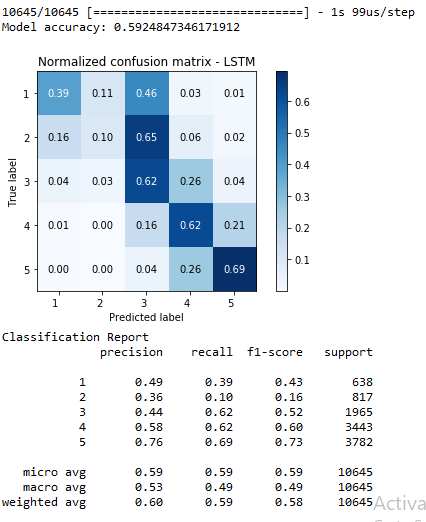 10645/10645 [==============================] - 1s 99us/step
Model accuracy: 0.5924847346171912
Normalized confusion matrix - LSTM
1 0.39 0.11 0.46 0.03 0.01
2 0.16 0.10 0.65 0.06 0.02
3 0.04 0.03 0.62 0.26 0.04
4 0.01 0.00 0.16 0.62 0.21
5 0.00 0.00 0.04 0.26 0.69
1 2 3 4 5
True label
Predicted label
0.6
0.5
0.4
0.3
0.2
0.1
Classification Report
precision recall f1-score support
1 0.49 0.39 0.43 638
2 0.36 0.10 0.16 817
3 0.44 0.62 0.52 1965
4 0.58 0.62 0.60 3443
5 0.76 0.69 0.73 3782
micro avg 0.59 0.59 0.59 10645
macro avg 0.53 0.49 0.49 10645
weighted avg 0.60 0.59 0.58 10645
Activa